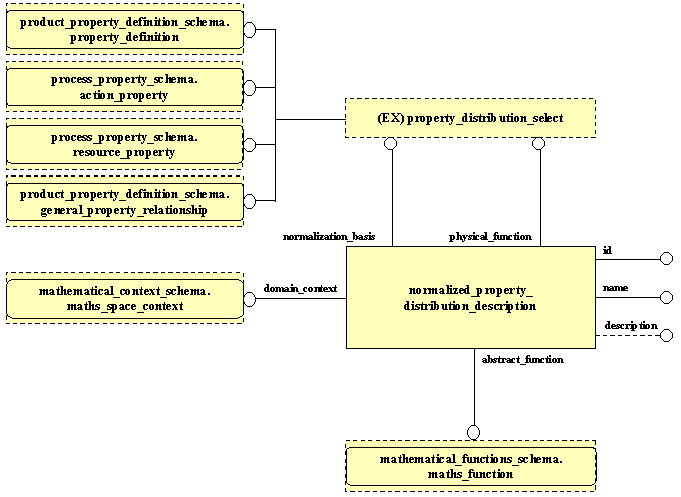 product_property_definition_schema.
property_definition
process_property_schema.
action_property
(EX) property_distribution_select
process_property_schema.
resource_property
product_property_definition_schema.
general_property_relationship
normalization_basis
physical_function
id
mathematical_context_schema.
maths_space_context
domain_context
normalized_property_
distribution_description
name
description
abstract_function
mathematical_functions_schema.
maths_function